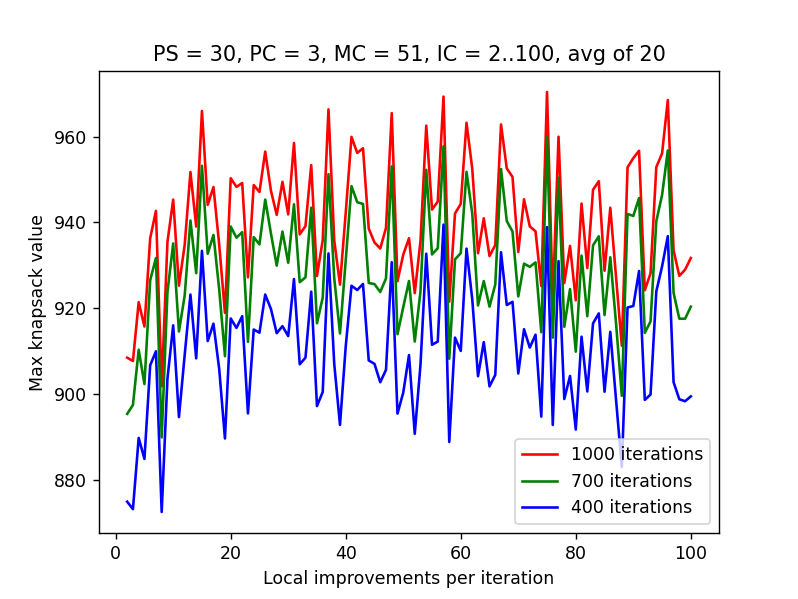 PS = 30, PC = 3, MC = 51, IC = 2..100, avg of 20
Max knapsack value
960
940
920
900
880
1000 iterations
700 iterations
400 iterations
0 20 40 60 80 100
Local improvements per iteration